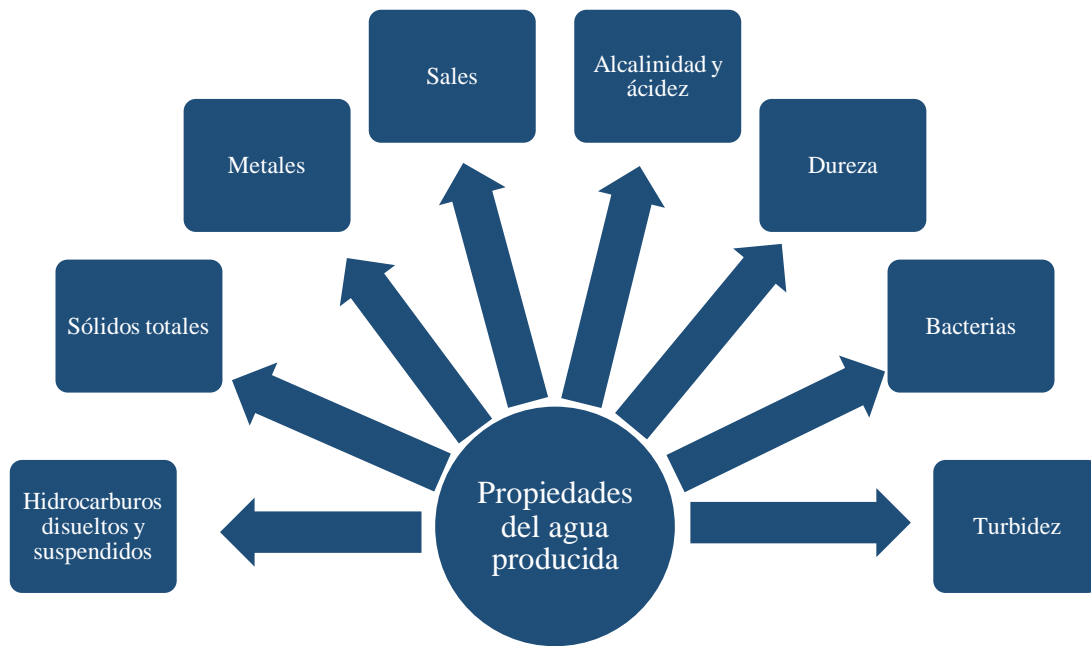 Sales
Alcalinidad y
ácidez
Metales
Dureza
Sólidos totales
Bacterias
Hidrocarburos
disueltos y
suspendidos
Propiedades
del agua
producida
Turbidez